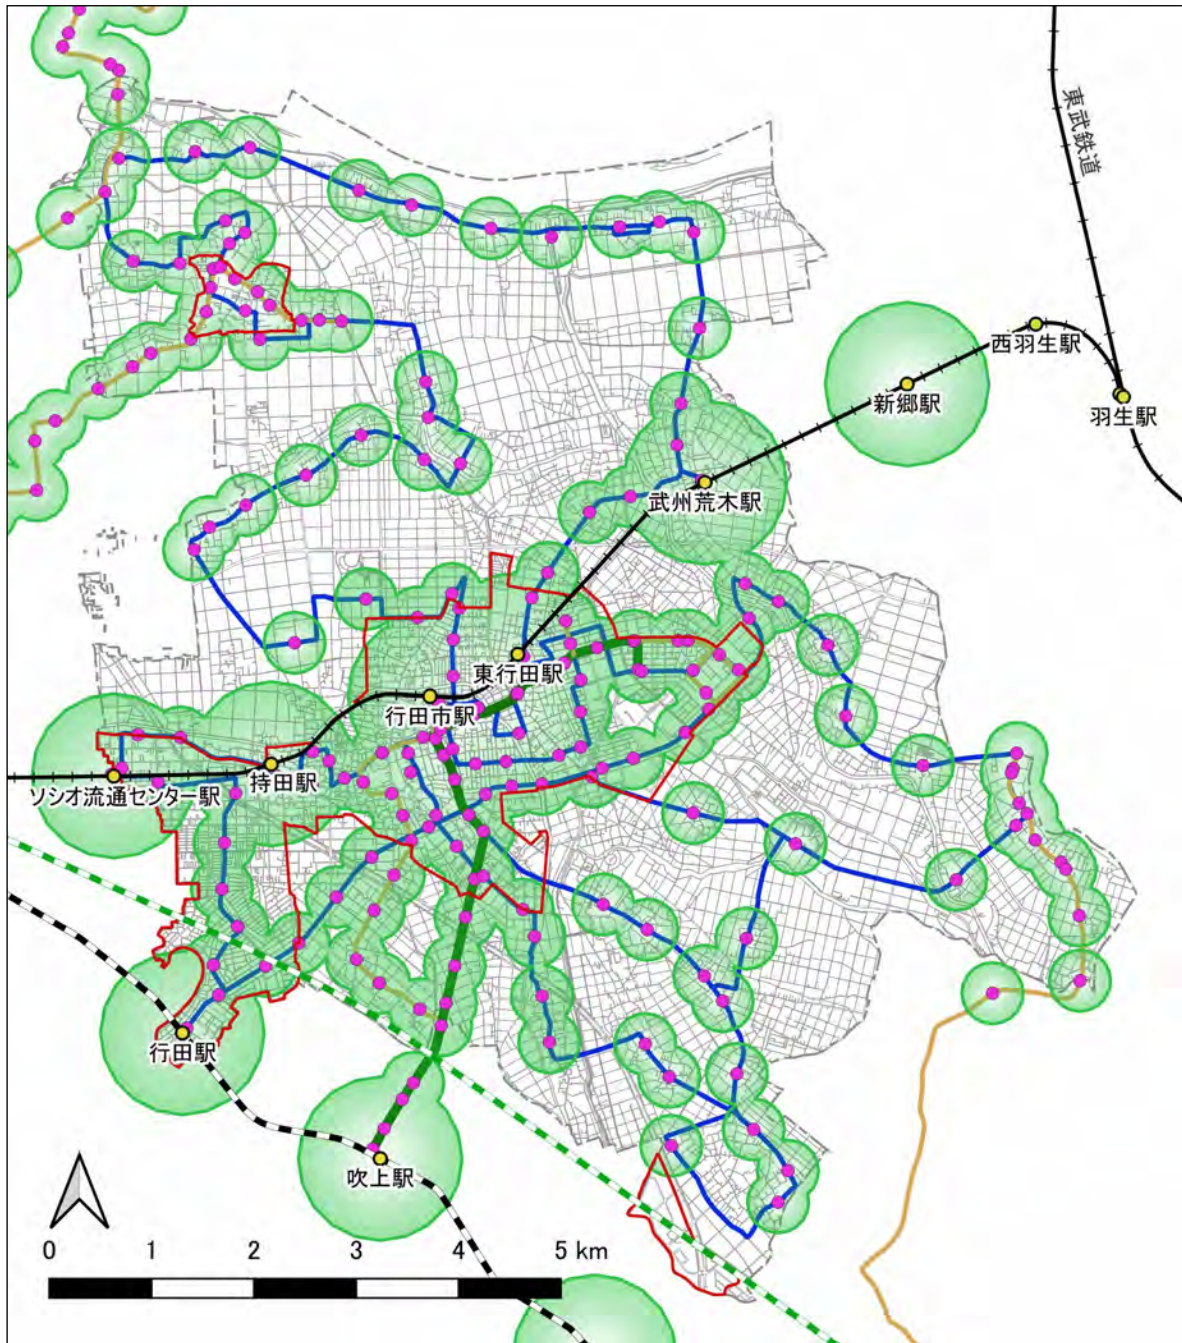 東武鉄道
西羽生駅
新郷駅
羽生駅
武州荒木駅
東行田駅
行田市駅
持田駅
ソシオ流通センター駅
行田駅
吹上駅
0 1 2 3 4 5 km